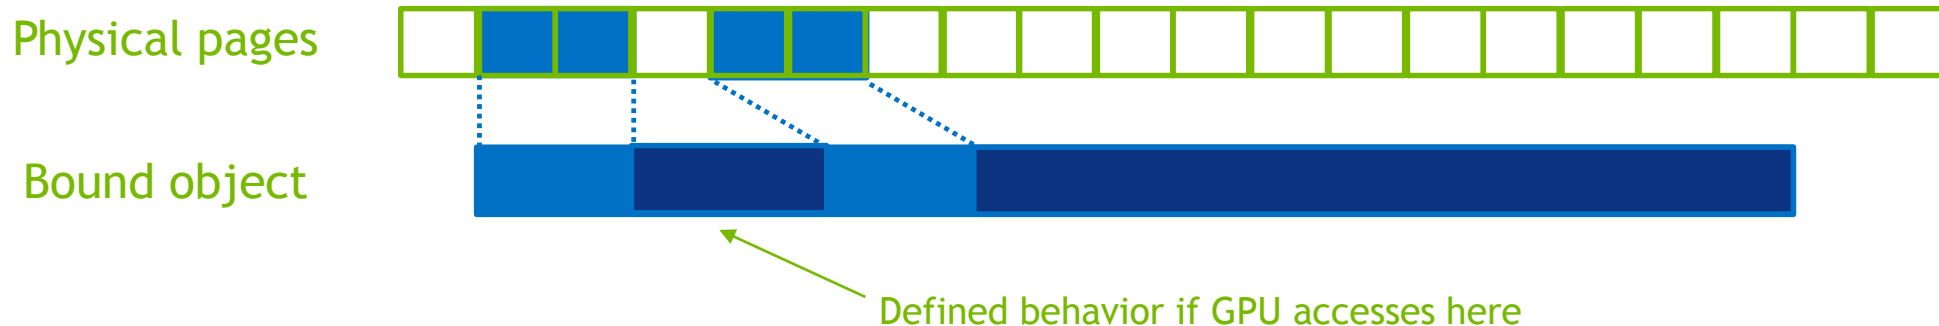 Physical pages
Bound object
Defined behavior if GPU accesses here